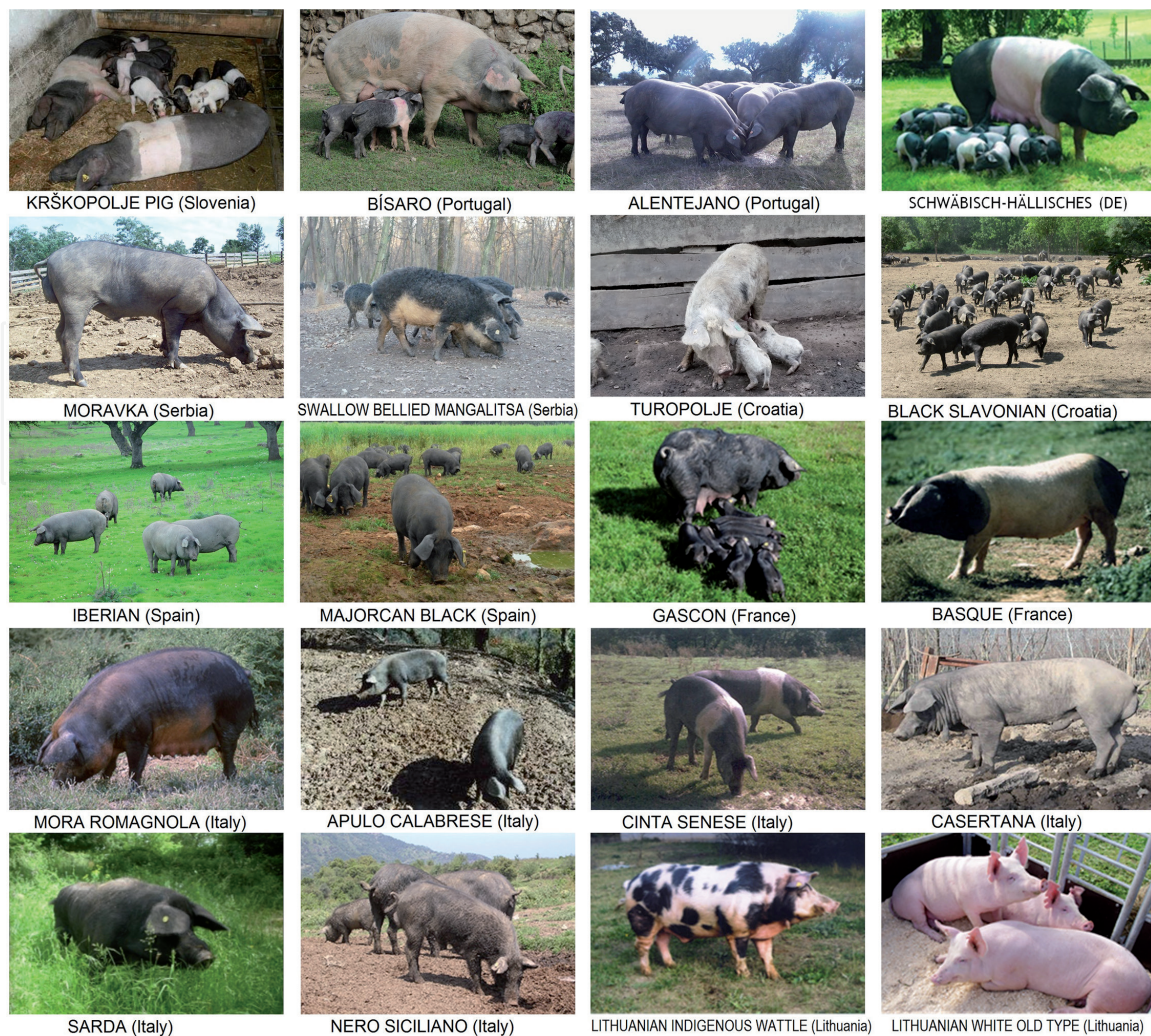 KRŠKOPOLJE PIG (Slovenia)
BÍSARO (Portugal)
ALENTEJANO (Portugal)
SCHWÄBISCH-HÄLLISCHES (DE)
MORAVKA (Serbia)
SWALLOW BELLIED MANGALITSA (Serbia)
TUROPOLJE (Croatia)
BLACK SLAVONIAN (Croatia)
IBERIAN (Spain)
MAJORCAN BLACK (Spain)
GASCON (France)
BASQUE (France)
MORA ROMAGNOLA (Italy)
APULO CALABRESE (Italy)
CINTA SENESE (Italy)
CASERTANA (Italy)
SARDA (Italy)
NERO SICILIANO (Italy)
LITHUANIAN INDIGENOUS WATTLE (Lithuania)
LITHUANIAN WHITE OLD TYPE (Lithuania)